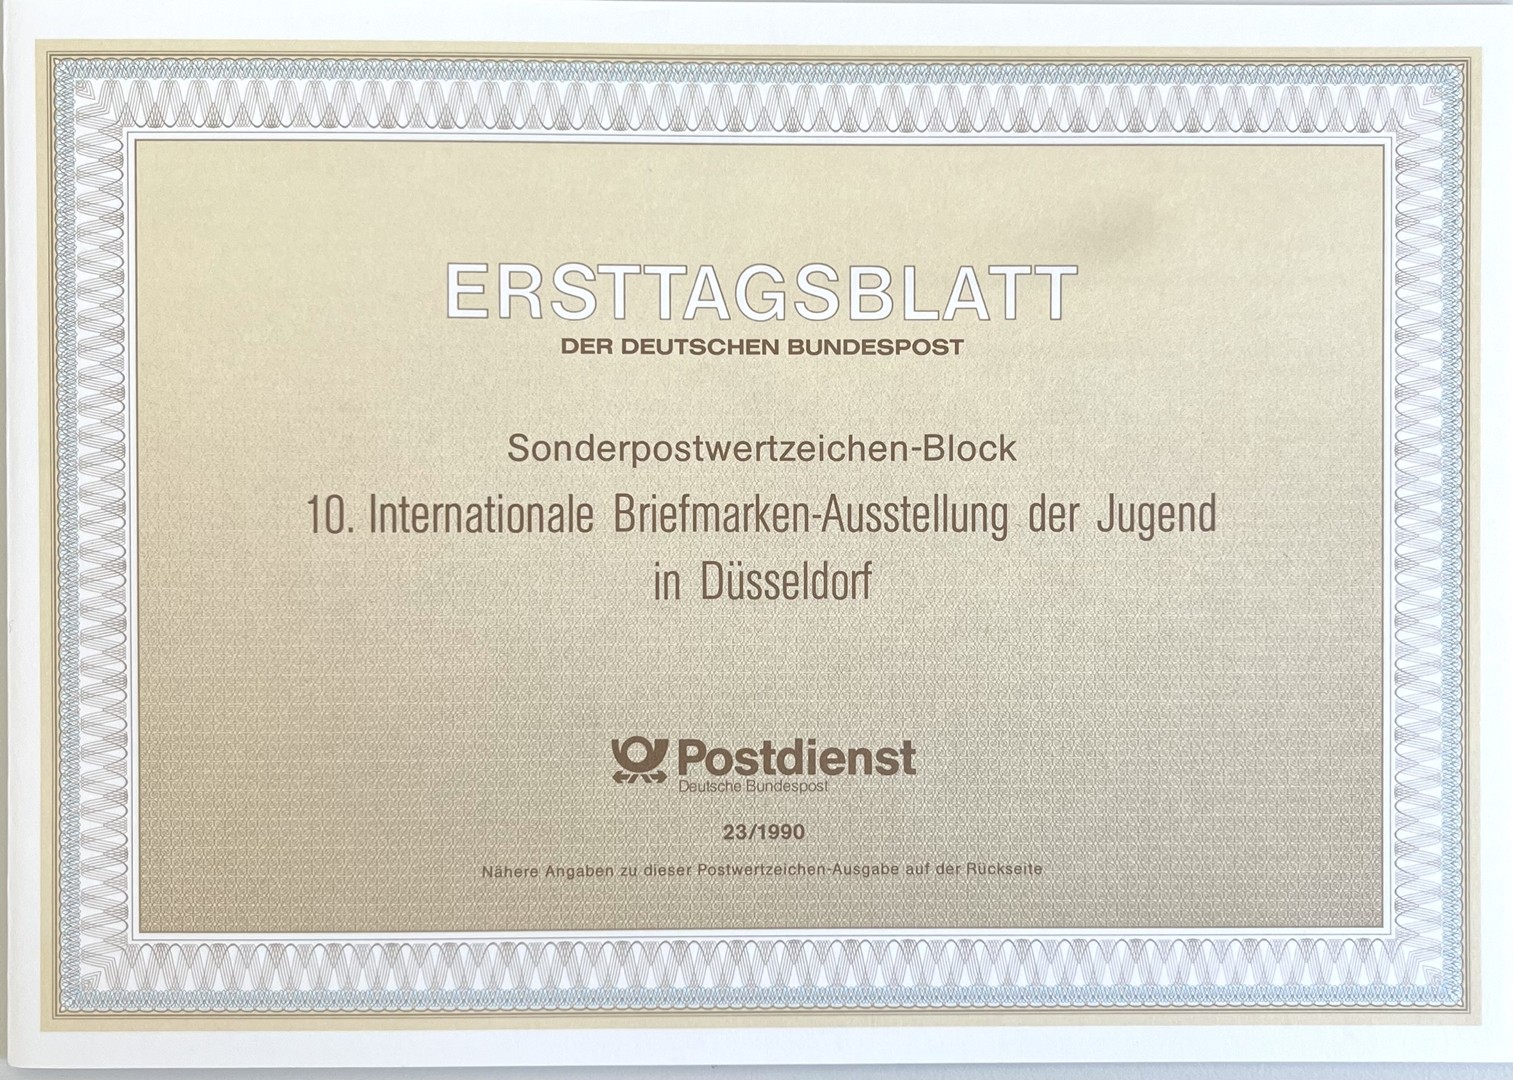 ERSTTAGSBLATT
DER DEUTSCHEN BUNDESPOST
Sonderpostwertzeichen-Block
10. Internationale Briefmarken-Ausstellung der Jugend
in Düsseldorf
Postdienst
Deutsche Bundespost
23/1990
Nähere Angaben zu dieser Postwertzeichen-Ausgabe auf der Rückseite